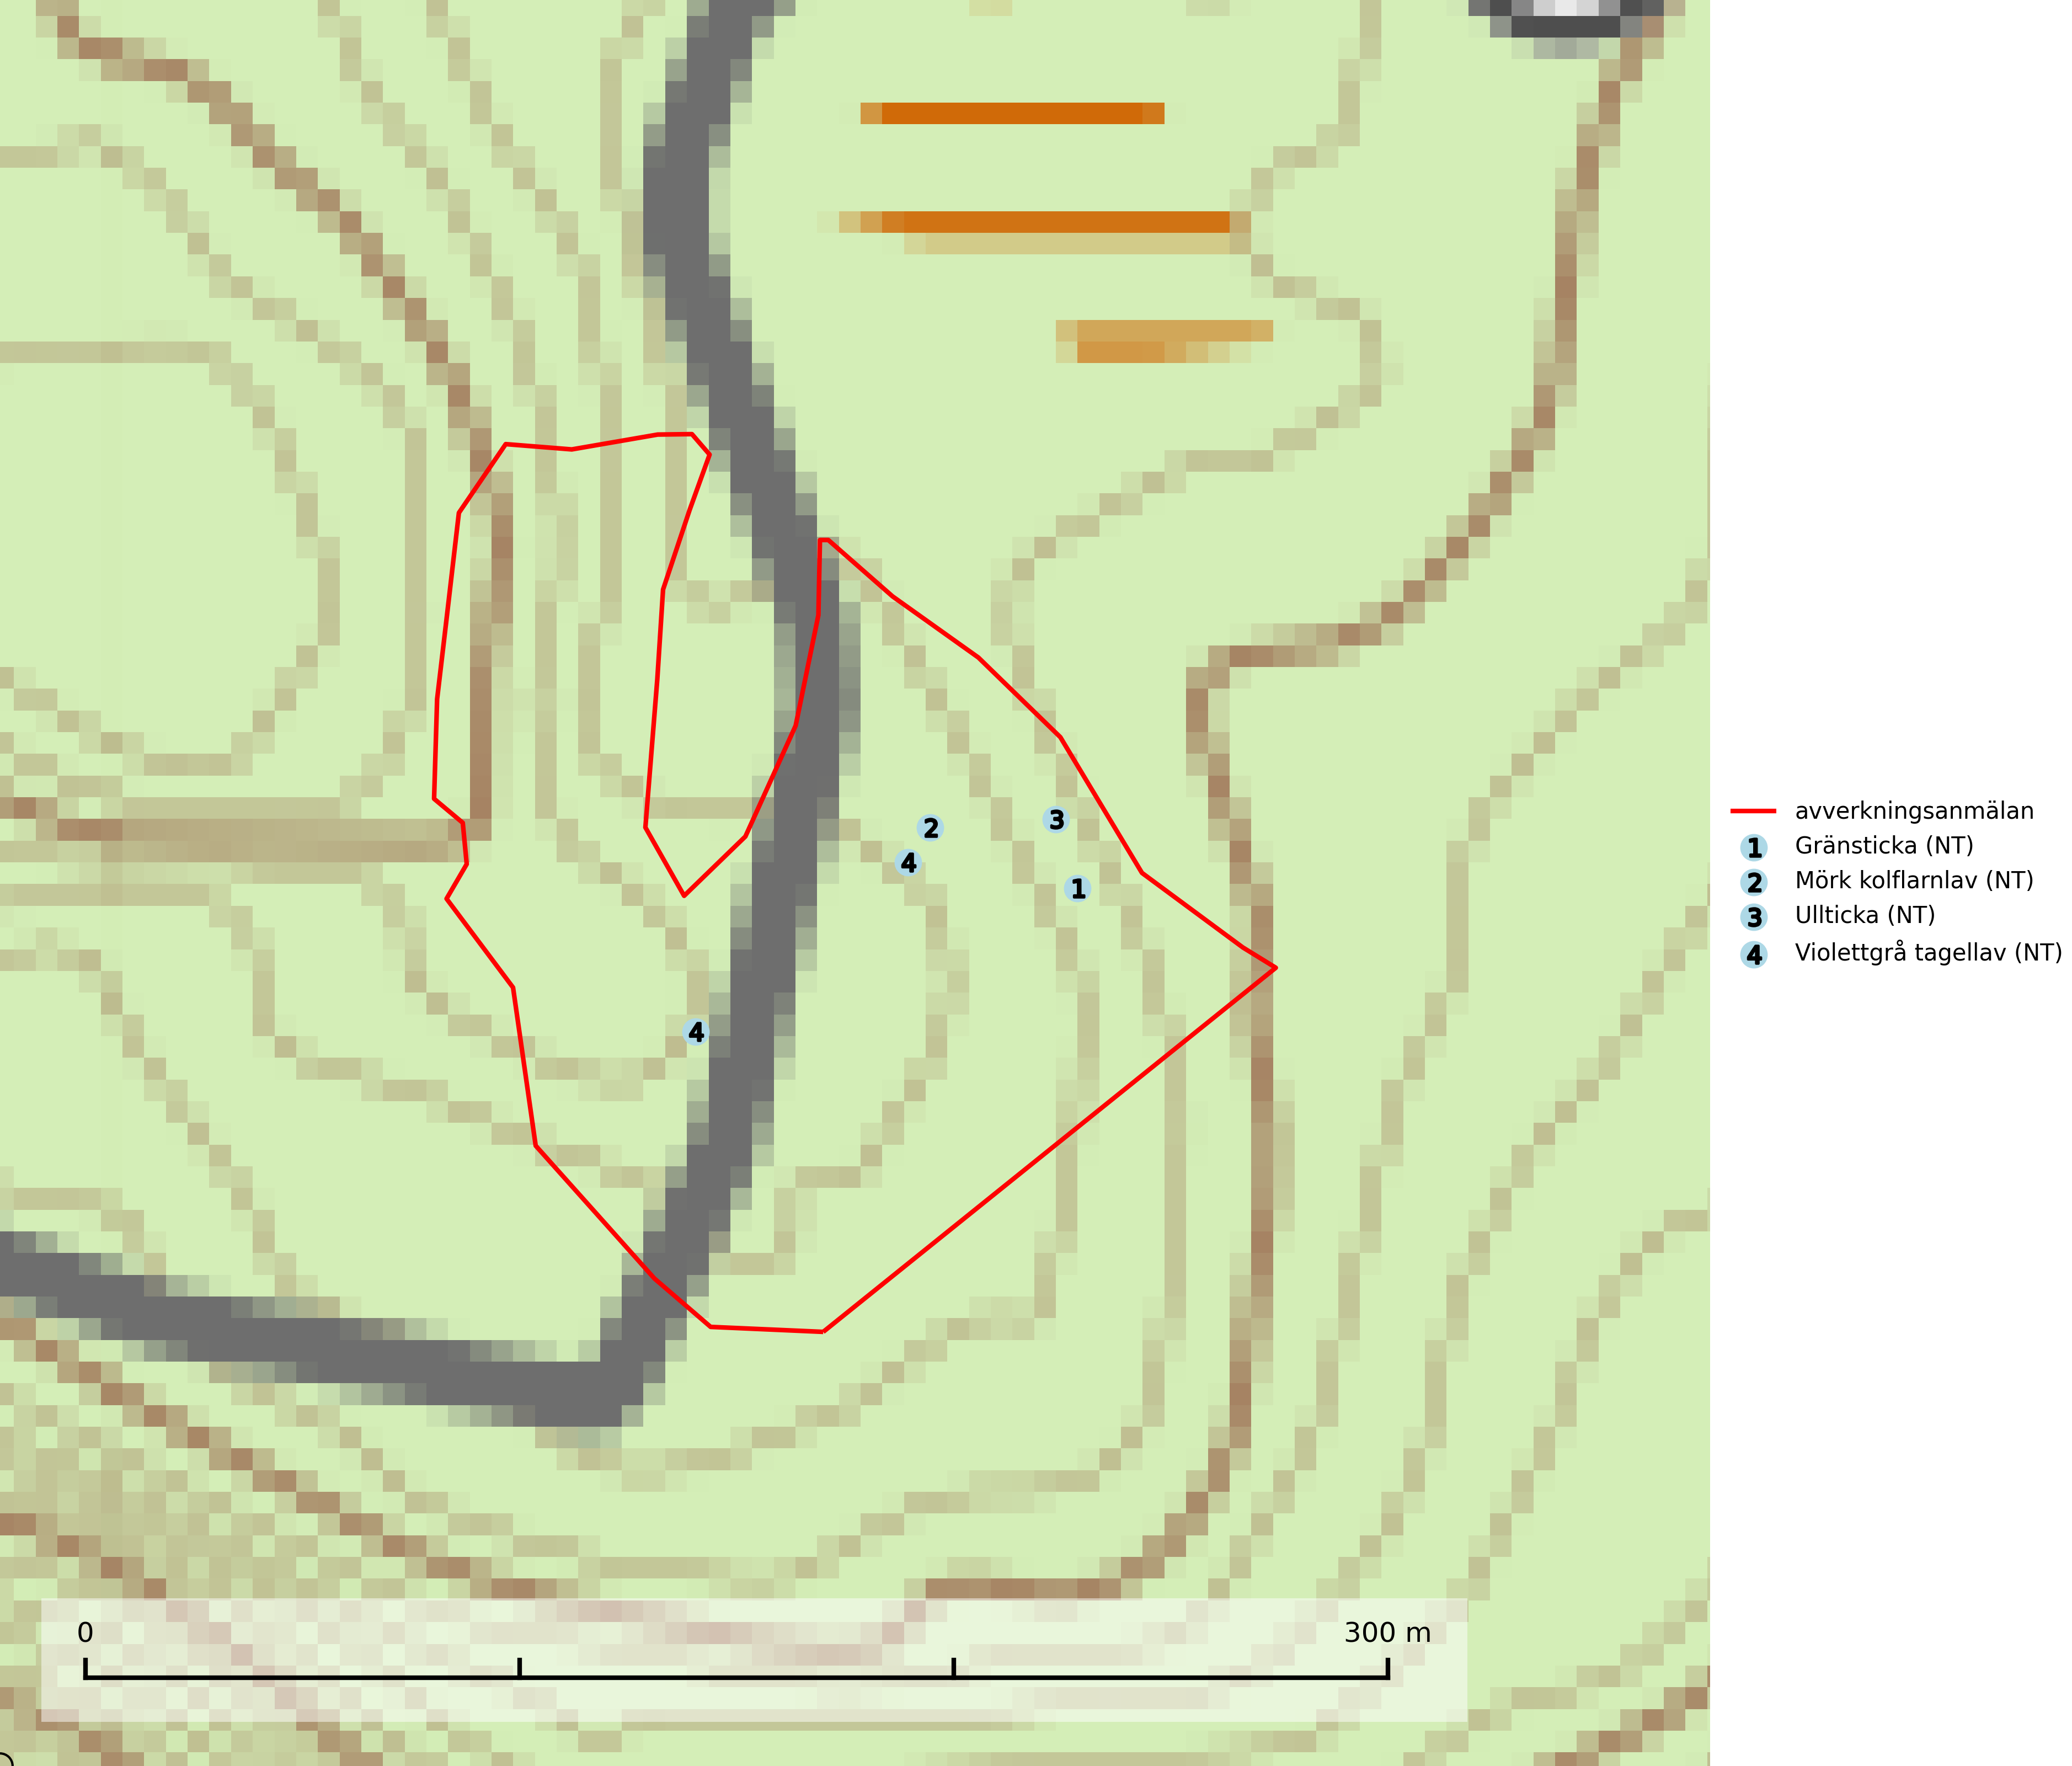 2
3
4
1
4
avverkningsanmälan
1 Gränsticka (NT)
2 Mörk kolflarnlav (NT)
3 Ullticka (NT)
4 Violettgrå tagellav (NT)
0 300 m